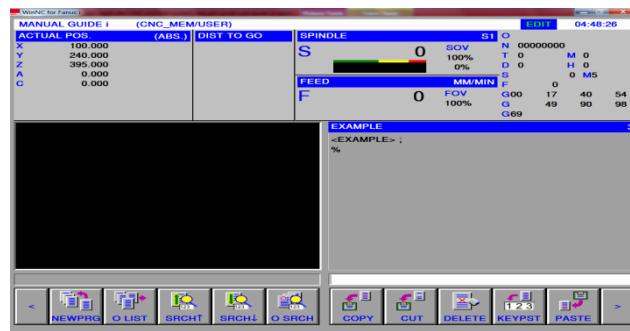 WinNC for Fanuc i
MANUAL GUIDE i (CNC_MEM/USER) EDIT 04:48:26
ACTUAL POS. (ABS.) DIST TO GO SPINDLE S1 O
X 100.000
Y 240.000
Z 395.000
A 0.000
C 0.000
S 0 SOV 100% 0%
FEED MM/MIN
F 0 FOV 100%
N 00000000
T 0 M 0
D 0 H 0
S 0 M5
F 0
G00 17 40 54
G 49 90 98
G69
EXAMPLE
<EXAMPLE> ;
%
< NEWPRG O LIST SRCH↑ SRCH↓ O SRCH COPY CUT DELETE KEYPST PASTE >